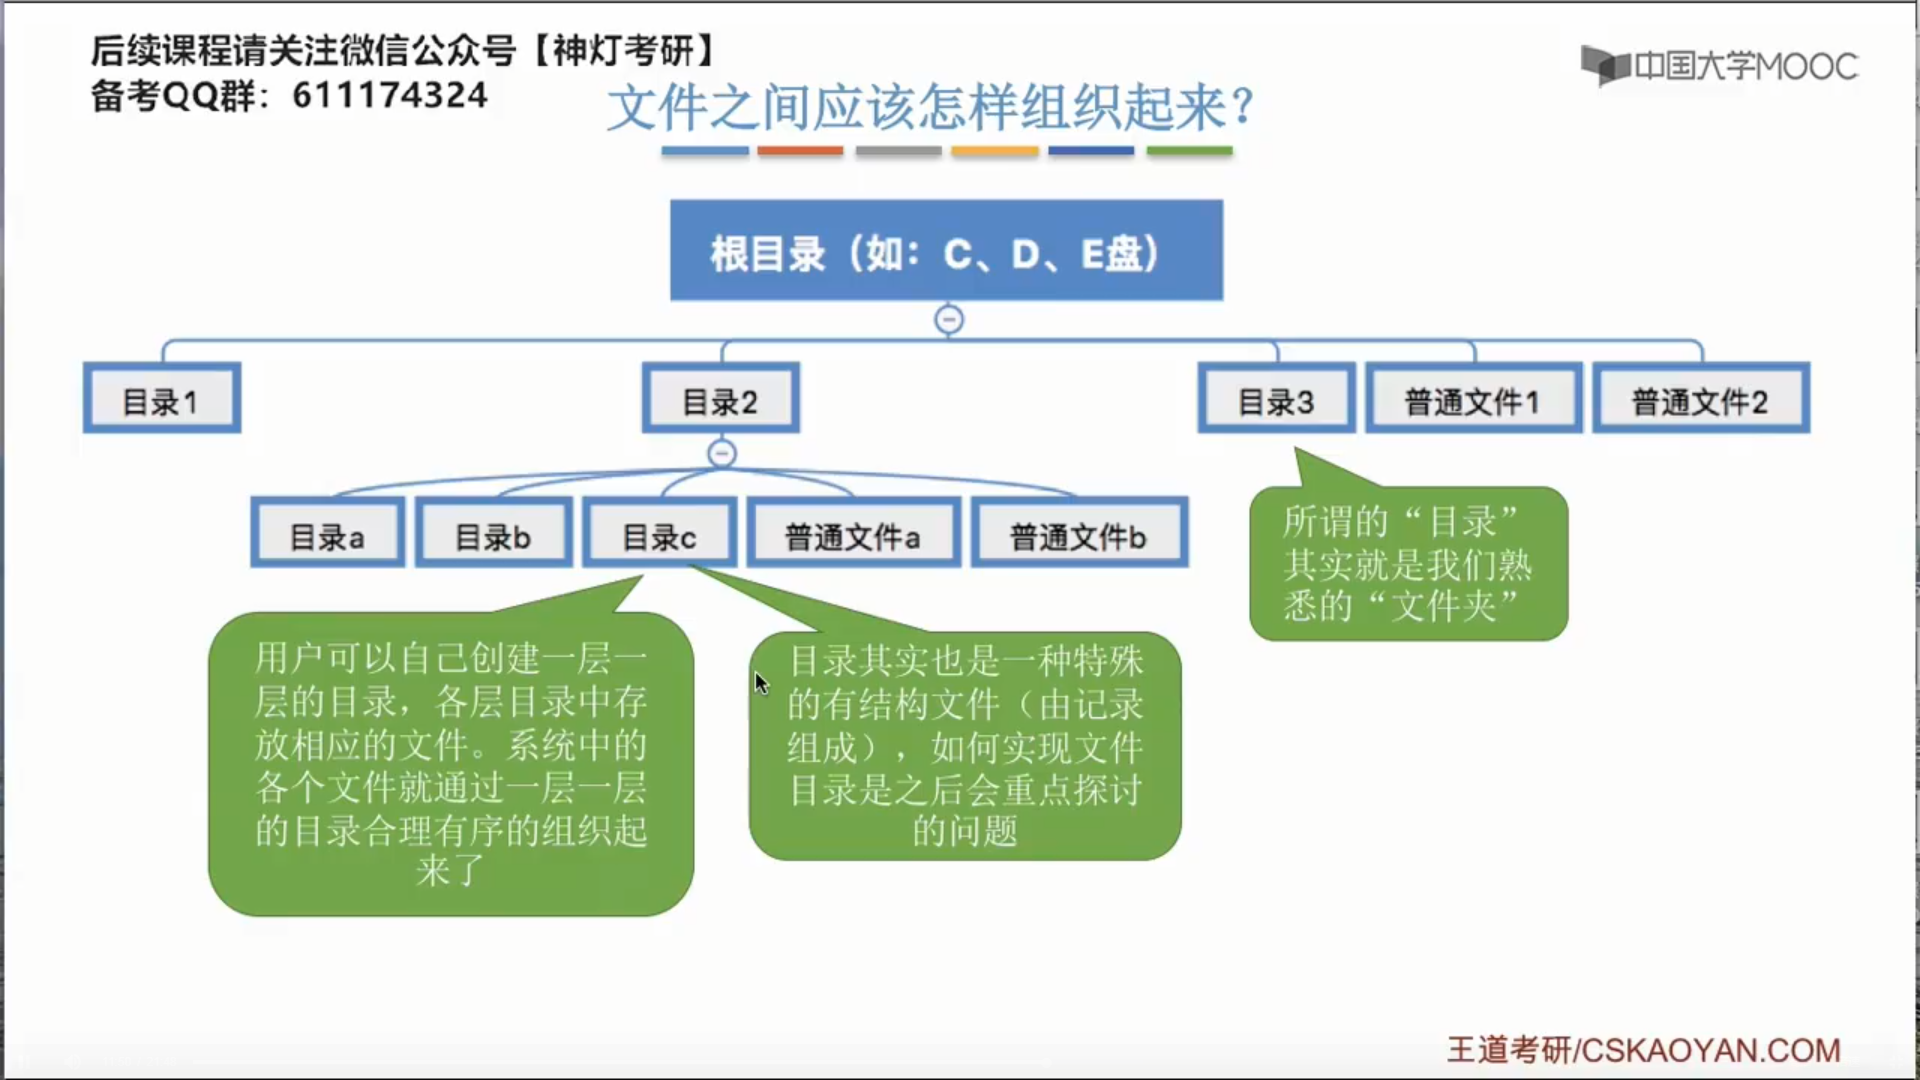 后续课程请关注微信公众号【神灯考研】
备考QQ群：611174324
中国大学MOOC
文件之间应该怎样组织起来？
根目录（如：C、D、E盘）
目录1
目录2
目录3
普通文件1
普通文件2
目录a
目录b
目录c
普通文件a
普通文件b
所谓的“目录”
其实就是我们熟
悉的“文件夹”
用户可以自己创建一层一
层的目录，各层目录中存
放相应的文件。系统中的
各个文件就通过一层一层
的目录合理有序的组织起
来了
目录其实也是一种特殊
的有结构文件（由记录
组成），如何实现文件
目录是之后会重点探讨
的问题
王道考研/CSKAOYAN.COM